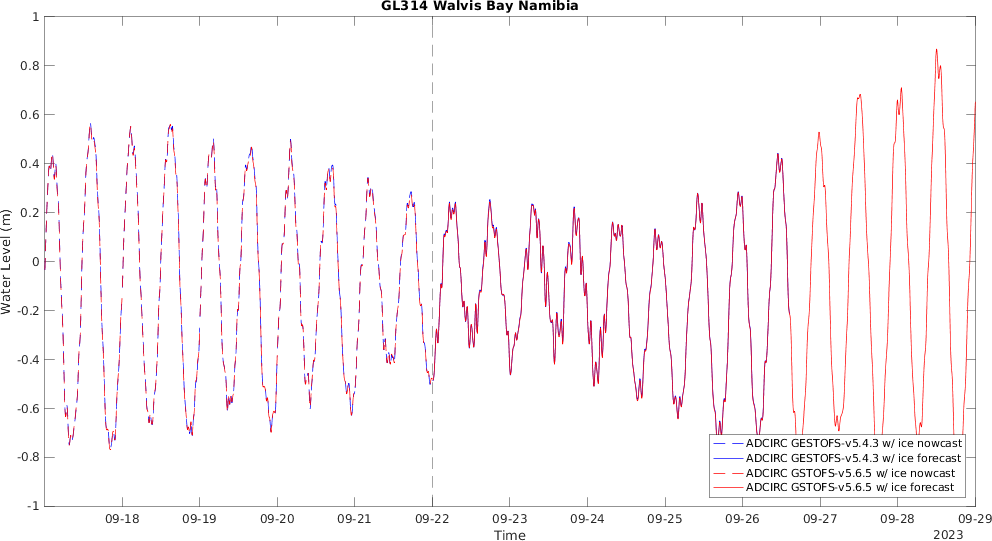 GL314 Walvis Bay Namibia
1
0.8
0.6
0.4
0.2
0
-0.2
-0.4
-0.6
-0.8
-1
Water Level (m)
ADCIRC GESTOFS-v5.4.3 w/ ice nowcast
ADCIRC GESTOFS-v5.4.3 w/ ice forecast
ADCIRC GSTOFS-v5.6.5 w/ ice nowcast
ADCIRC GSTOFS-v5.6.5 w/ ice forecast
09-18 09-19 09-20 09-21 09-22 09-23 09-24 09-25 09-26 09-27 09-28 09-29
Time
2023